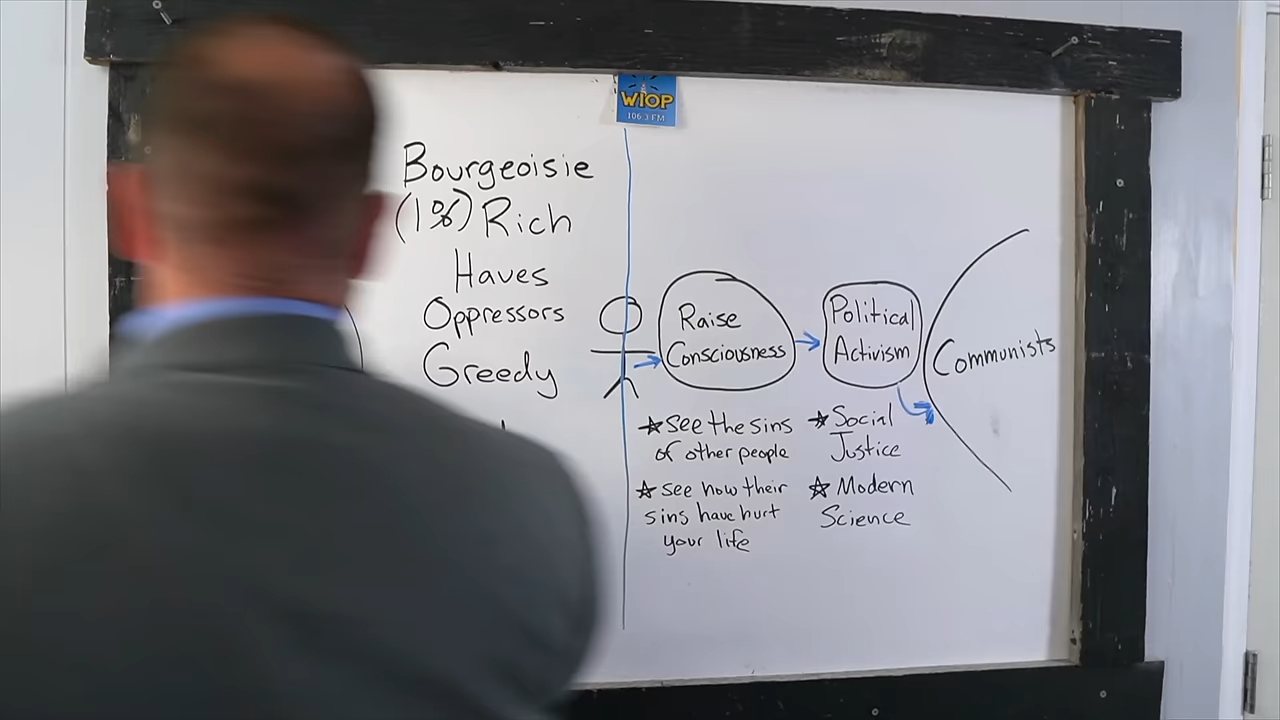 WIOP
106.3 FM
Bourgeoisie
(1%) Rich
Haves
Oppressors
Greedy
Raise
Consciousness
★ see the sins
of other people
★ see how their
sins have hurt
your life
Political
Activism
★ Social
Justice
★ Modern
Science
Communists